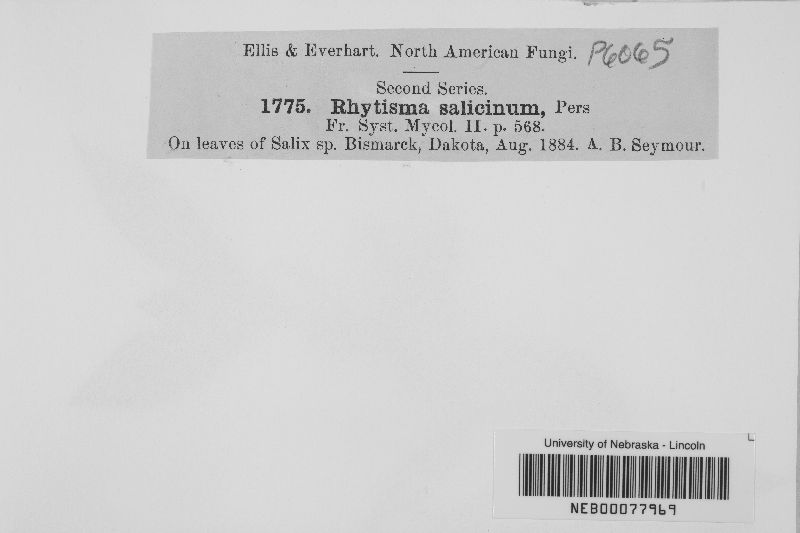 Ellis & Everhart. North American Fungi. P6065
Second Series.
1775. Rhytisma salicinum, Pers
Fr. Syst. Mycol. II. p. 568.
On leaves of Salix sp. Bismarck, Dakota, Aug. 1884. A. B. Seymour.
University of Nebraska - Lincoln
NEB00077969